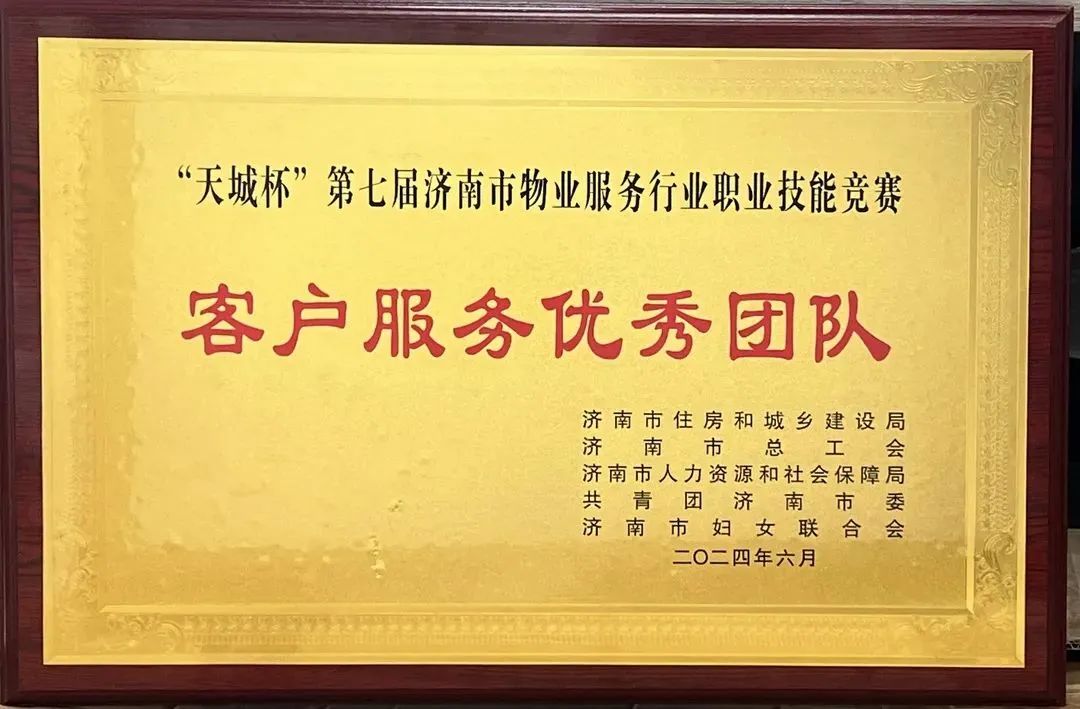 “天城杯”第七届济南市物业服务行业职业技能竞赛
客户服务优秀团队
济南市住房和城乡建设局
济南市总工会
济南市人力资源和社会保障局
共青团济南市委
济南市妇女联合会
二〇二四年六月